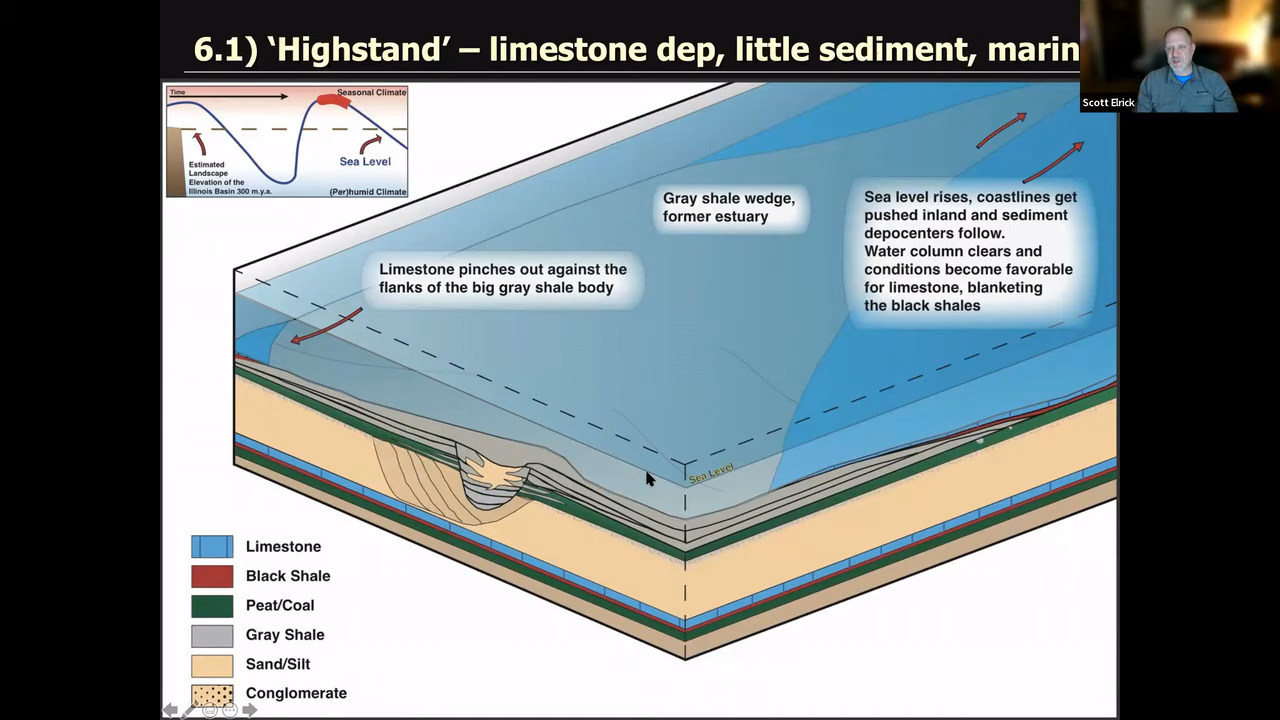 6.1) ‘Highstand’ – limestone dep, little sediment, marin
Scott Elrick
Time
Seasonal Climate
Estimated
Landscape
Elevation of the
Illinois Basin 300 m.y.a.
Sea Level
(Per)humid Climate
Gray shale wedge,
former estuary
Sea level rises, coastlines get
pushed inland and sediment
depocenters follow.
Water column clears and
conditions become favorable
for limestone, blanketing
the black shales
Limestone pinches out against the
flanks of the big gray shale body
Sea Level
Limestone
Black Shale
Peat/Coal
Gray Shale
Sand/Silt
Conglomerate